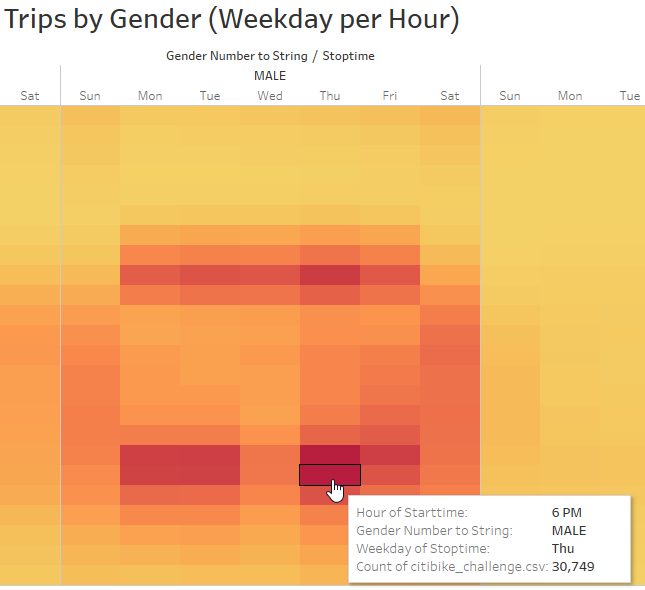 Trips by Gender (Weekday per Hour)
Gender Number to String / Stoptime
MALE
Sat Sun Mon Tue Wed Thu Fri Sat Sun Mon Tue
Hour of Starttime: 6 PM
Gender Number to String: MALE
Weekday of Stoptime: Thu
Count of citibike_challenge.csv: 30,749